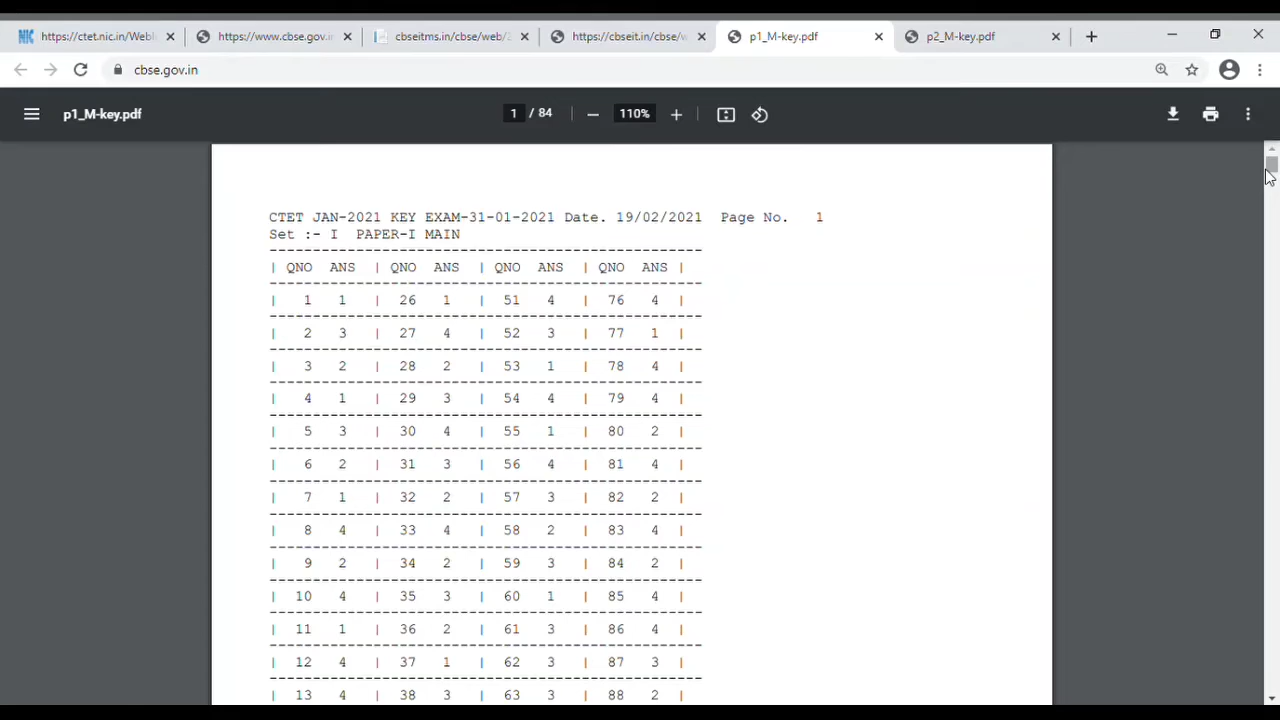 https://ctet.nic.in/Webl
https://www.cbse.gov.in
cbseitms.in/cbse/web/
https://cbseit.in/cbse/w
p1_M-key.pdf
p2_M-key.pdf
cbse.gov.in
p1_M-key.pdf
1 / 84
110%
CTET JAN-2021 KEY EXAM-31-01-2021 Date. 19/02/2021 Page No. 1
Set :- I PAPER-I MAIN
| QNO ANS | QNO ANS | QNO ANS | QNO ANS |
| 1 1 | 26 1 | 51 4 | 76 4 |
| 2 3 | 27 4 | 52 3 | 77 1 |
| 3 2 | 28 2 | 53 1 | 78 4 |
| 4 1 | 29 3 | 54 4 | 79 4 |
| 5 3 | 30 4 | 55 1 | 80 2 |
| 6 2 | 31 3 | 56 4 | 81 4 |
| 7 1 | 32 2 | 57 3 | 82 2 |
| 8 4 | 33 4 | 58 2 | 83 4 |
| 9 2 | 34 2 | 59 3 | 84 2 |
| 10 4 | 35 3 | 60 1 | 85 4 |
| 11 1 | 36 2 | 61 3 | 86 4 |
| 12 4 | 37 1 | 62 3 | 87 3 |
| 13 4 | 38 3 | 63 3 | 88 2 |